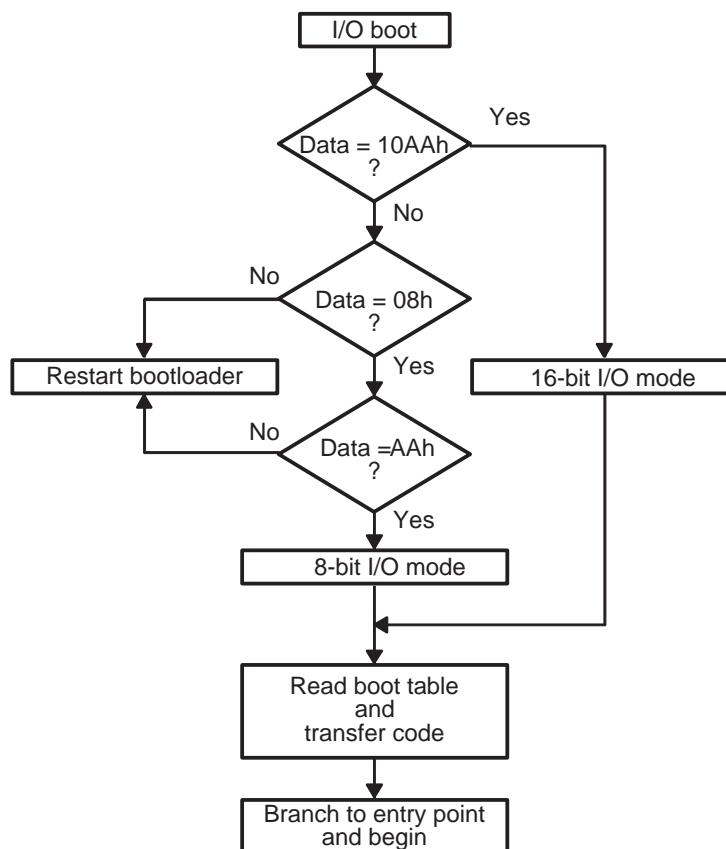 I/O boot
Yes
Data = 10AAh
?
No
No
Data = 08h
?
Yes
Restart bootloader
16-bit I/O mode
No
Data =AAh
?
Yes
8-bit I/O mode
Read boot table
and
transfer code
Branch to entry point
and begin